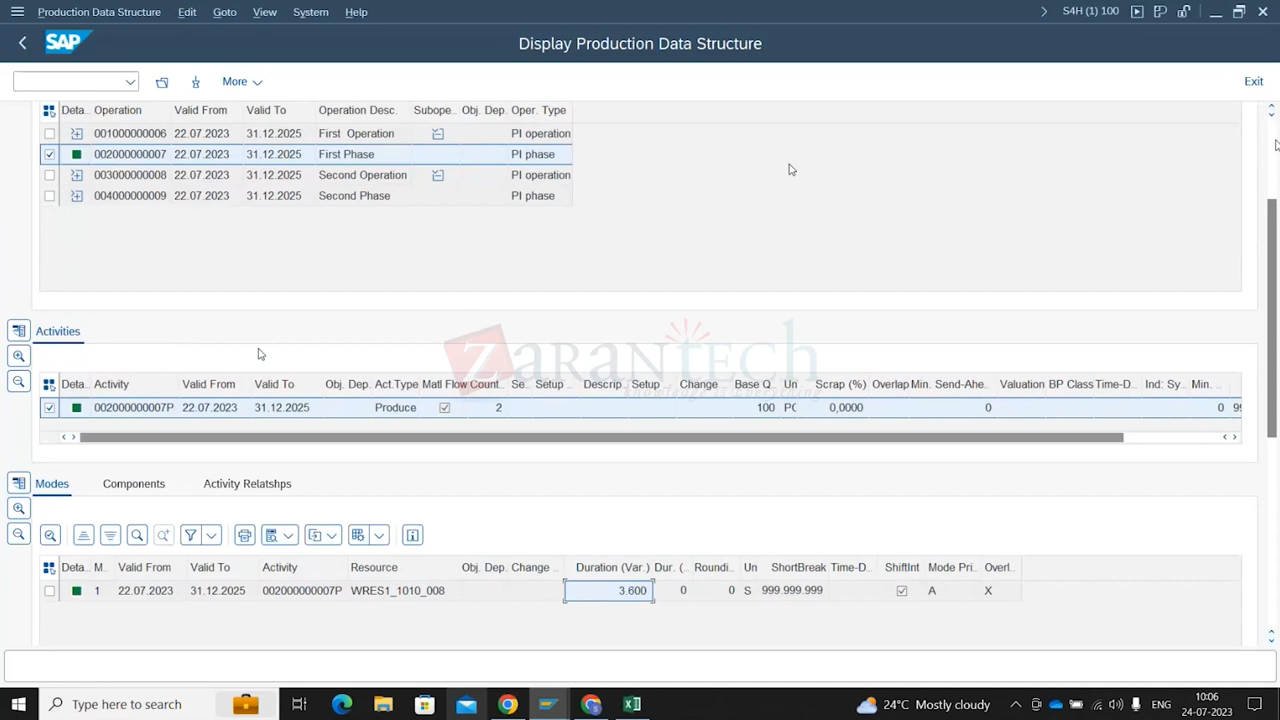 Production Data Structure Edit Goto View System Help S4H (1) 100
SAP Display Production Data Structure
More Exit
Deta.. Operation Valid From Valid To Operation Desc. Subope.. Obj. Dep. Oper. Type
001000000006 22.07.2023 31.12.2025 First Operation PI operation
002000000007 22.07.2023 31.12.2025 First Phase PI phase
003000000008 22.07.2023 31.12.2025 Second Operation PI operation
004000000009 22.07.2023 31.12.2025 Second Phase PI phase
Activities
ZARANTECH
Knowledge is Everything
Deta.. Activity Valid From Valid To Obj. Dep. Act.Type Matl Flow Count.. Se.. Setup .. Descrip.. Setup .. Change .. Base Q.. Un Scrap (%) Overlap Min. Send-Ahe.. Valuation BP Class Time-D.. Ind: Sy.. Min. ..
002000000007P 22.07.2023 31.12.2025 Produce 2 100 PC 0,0000 0 0 99
Modes Components Activity Relatshps
Deta.. M.. Valid From Valid To Activity Resource Obj. Dep. Change ... Duration (Var.) Dur. (.. Roundi.. Un ShortBreak Time-D... ShiftInt Mode Pri.. Overl..
1 22.07.2023 31.12.2025 002000000007P WRES1_1010_008 3.600 0 0 S 999.999.999 A X
Type here to search 24°C Mostly cloudy ENG 10:06
24-07-2023